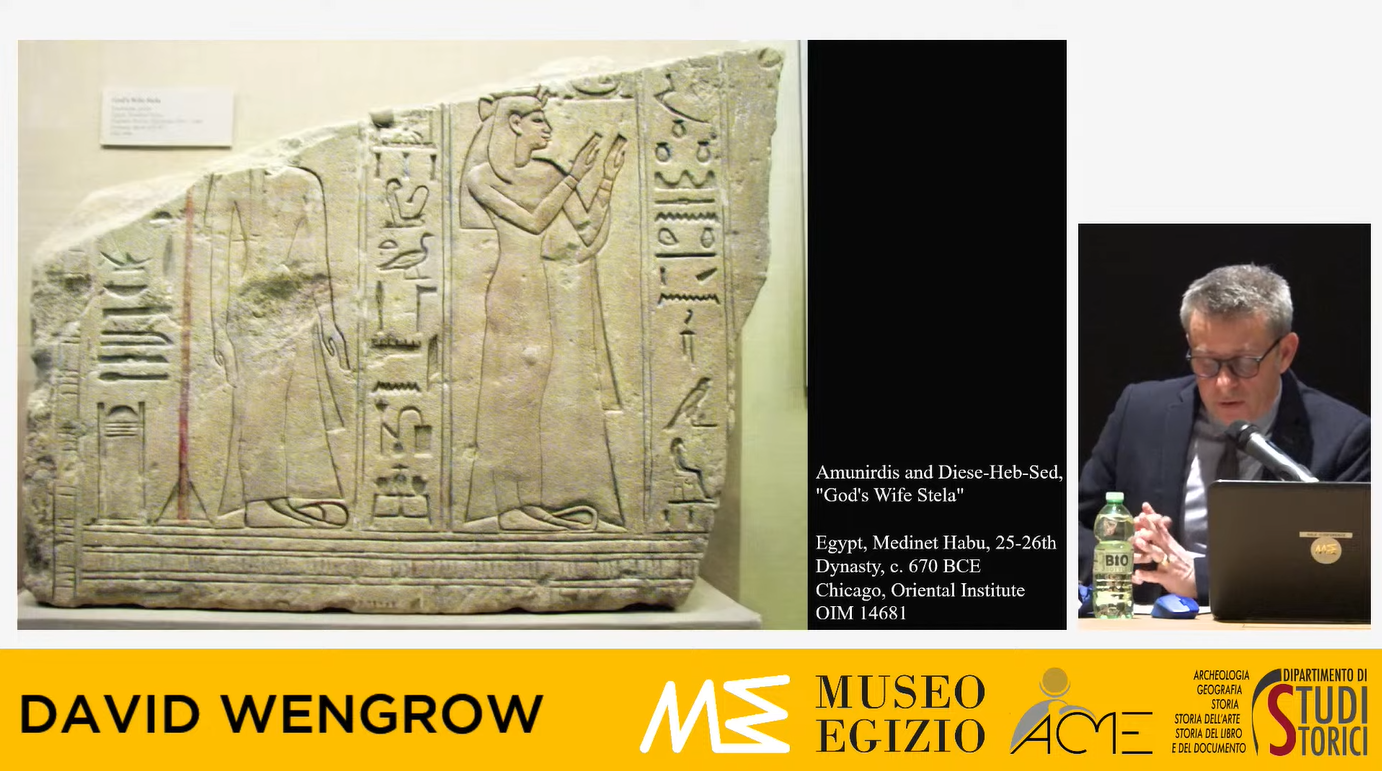 God's Wife Stela
Amunirdis and Diese-Heb-Sed,
"God's Wife Stela"
Egypt, Medinet Habu, 25-26th
Dynasty, c. 670 BCE
Chicago, Oriental Institute
OIM 14681
BIO
DAVID WENGROW
ME
MUSEO
EGIZIO
ACME
ARCHEOLOGIA
GEOGRAFIA
STORIA
STORIA DELL'ARTE
STORIA DEL LIBRO
E DEL DOCUMENTO
DIPARTIMENTO DI
STUDI
STORICI